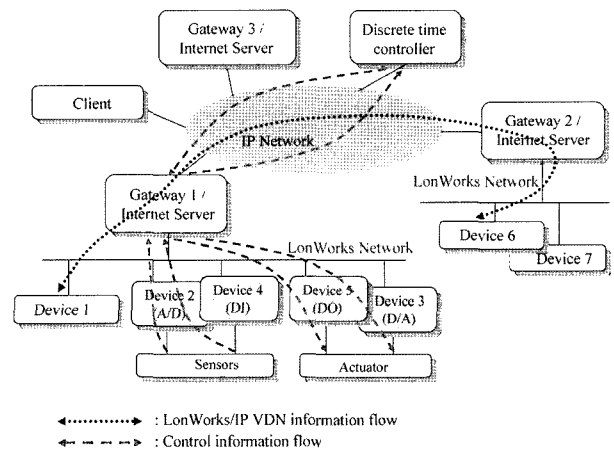 Gateway 3 /
Internet Server
Discrete time
controller
Client
IP Network
Gateway 2 /
Internet Server
Gateway 1 /
Internet Server
LonWorks Network
Device 6
Device 7
LonWorks Network
Device 1
Device 2
(A/D)
Device 4
(DI)
Device 5
(DO)
Device 3
(D/A)
Sensors
Actuator
: LonWorks/IP VDN information flow
: Control information flow